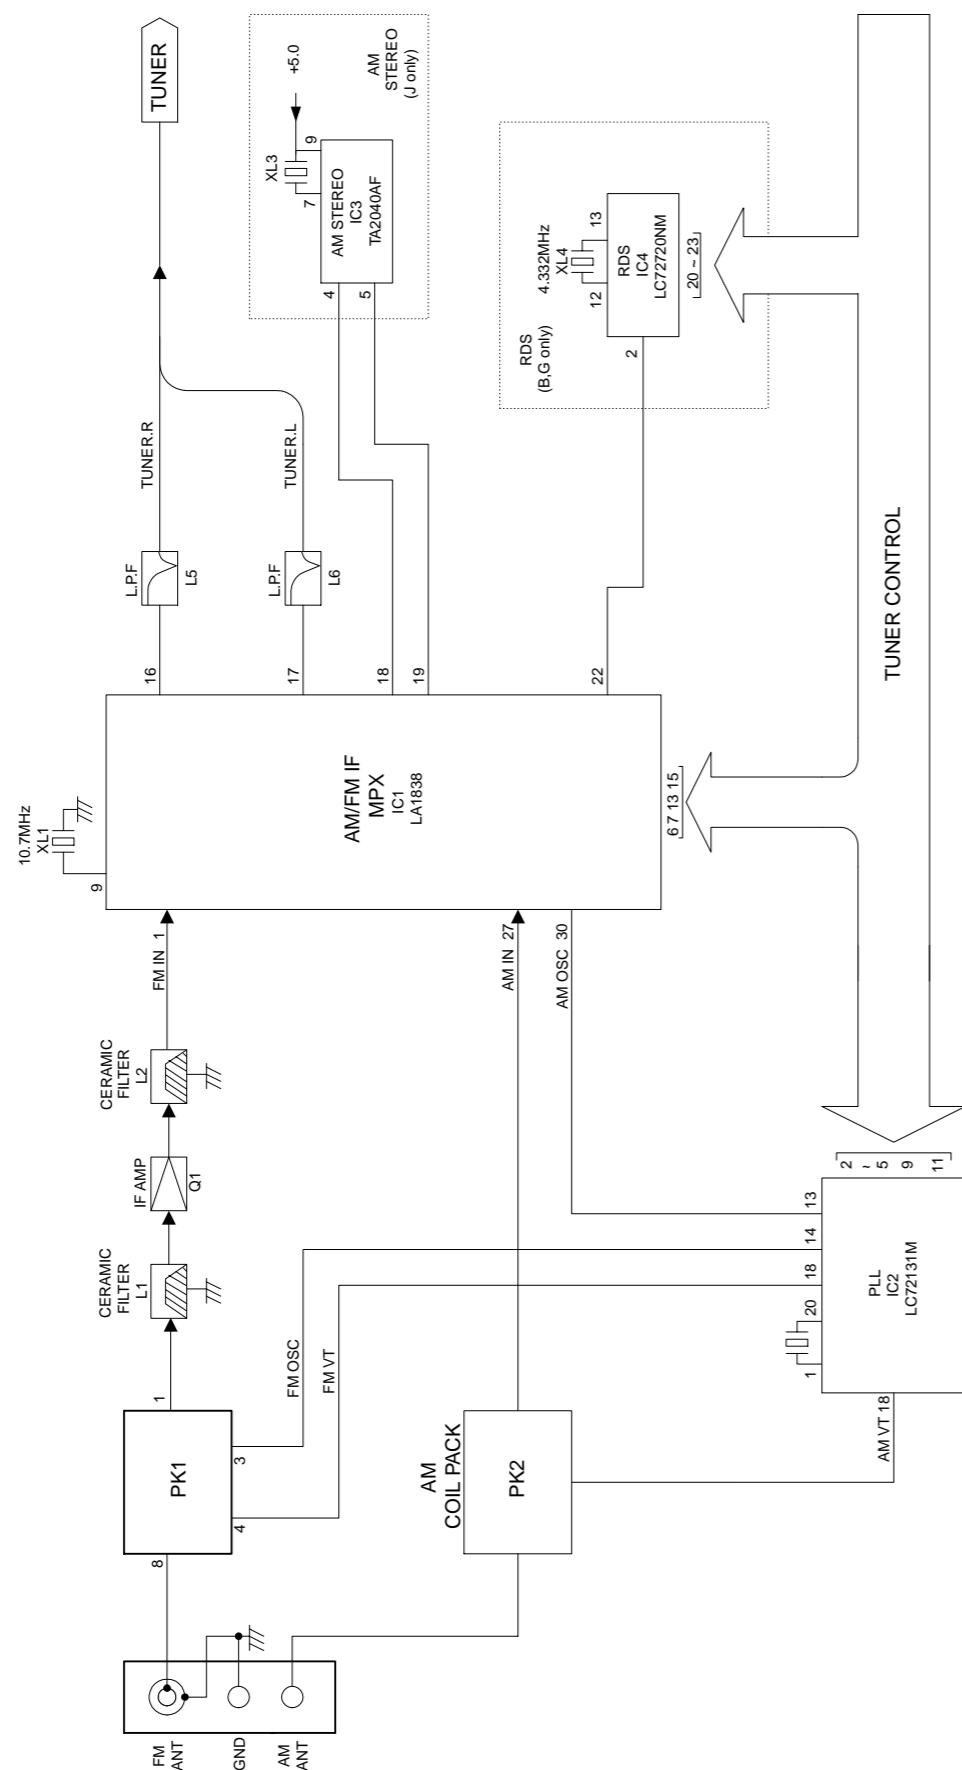 FM
ANT
GND
AM
ANT
8
PK1
1
4
3
FM OSC
FM VT
CERAMIC
FILTER
L1
IF AMP
Q1
CERAMIC
FILTER
L2
FM IN 1
AM
COIL PACK
PK2
AM IN 27
AM OSC 30
AM VT 18
1
20
18
14
13
PLL
IC2
LC72131M
2
~
5
9
11
10.7MHz
XL1
9
AM/FM IF
MPX
IC1
LA1838
6 7 13 15
16
17
18
19
22
L.P.F
L5
L.P.F
L6
TUNER.R
TUNER.L
TUNER
4
5
AM STEREO
IC3
TA2040AF
7
9
XL3
+5.0
AM
STEREO
(J only)
RDS
(B,G only)
2
RDS
IC4
LC72720NM
12
13
4.332MHz
XL4
20 ~ 23
TUNER CONTROL